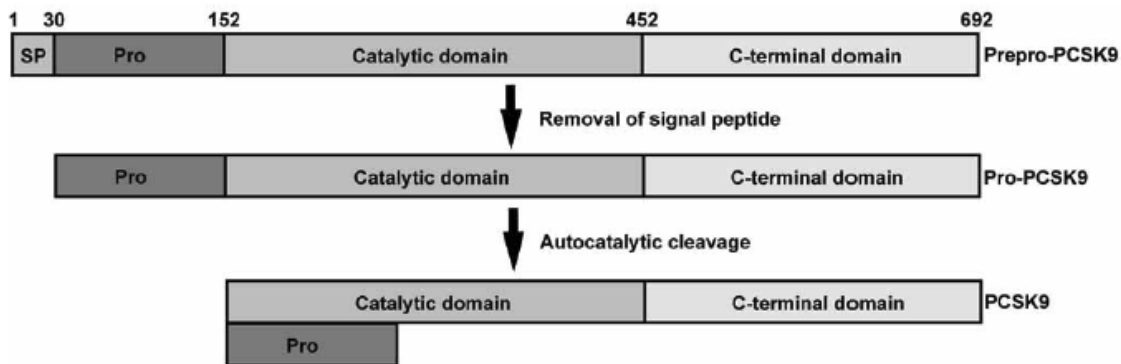 1 30 152 452 692
SP Pro Catalytic domain C-terminal domain Prepro-PCSK9
Removal of signal peptide
Pro Catalytic domain C-terminal domain Pro-PCSK9
Autocatalytic cleavage
Catalytic domain C-terminal domain PCSK9
Pro